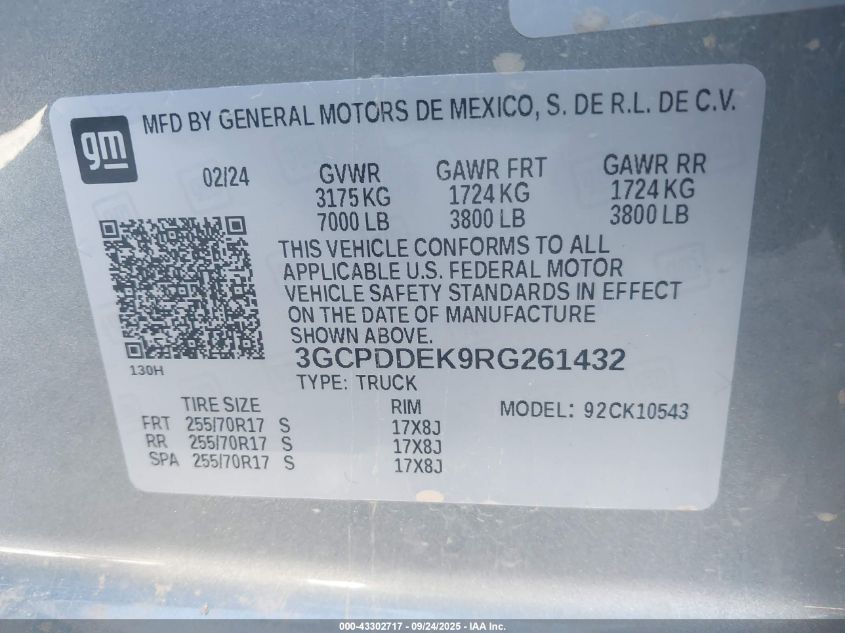 gm
MFD BY GENERAL MOTORS DE MEXICO, S. DE R.L. DE C.V.
02/24 GVWR GAWR FRT GAWR RR
3175 KG 1724 KG 1724 KG
7000 LB 3800 LB 3800 LB
THIS VEHICLE CONFORMS TO ALL
APPLICABLE U.S. FEDERAL MOTOR
VEHICLE SAFETY STANDARDS IN EFFECT
ON THE DATE OF MANUFACTURE
SHOWN ABOVE.
3GCPDDEK9RG261432
130H
TYPE: TRUCK
TIRE SIZE RIM MODEL: 92CK10543
FRT 255/70R17 S 17X8J
RR 255/70R17 S 17X8J
SPA 255/70R17 S 17X8J
000-43302717 - 09/24/2025 - IAA Inc.